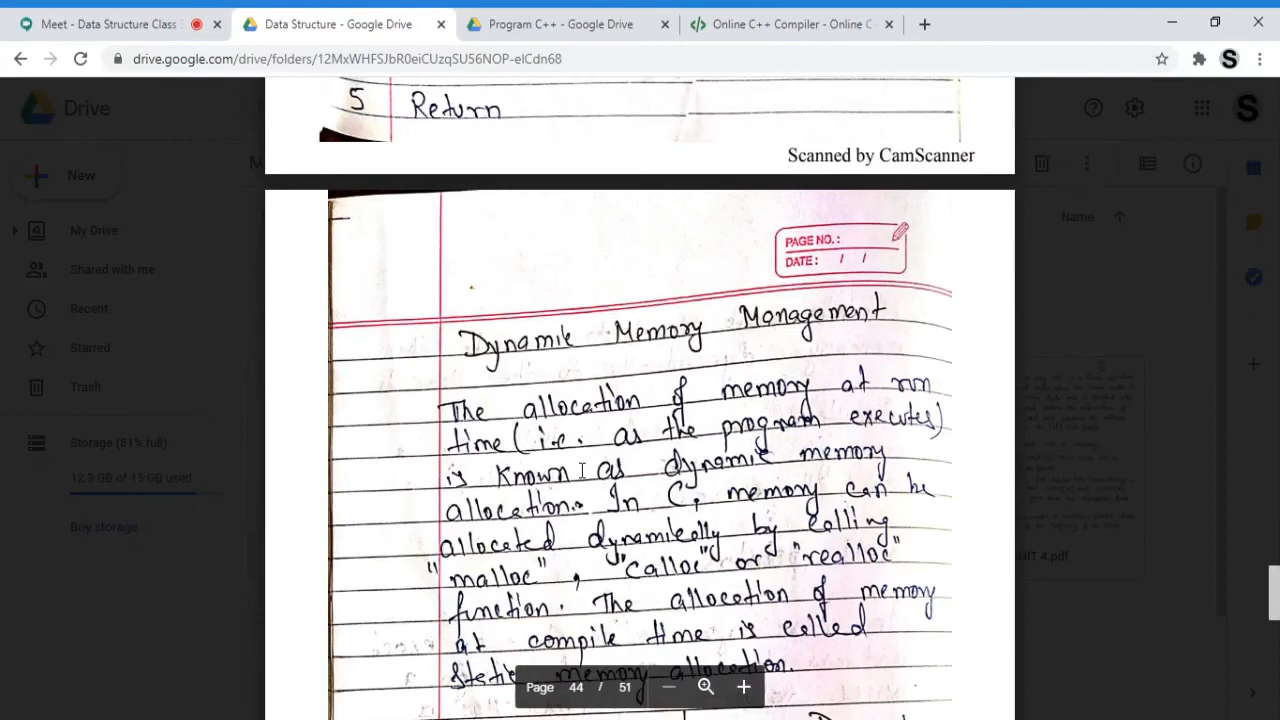 Meet - Data Structure Class
Data Structure - Google Drive
Program C++ - Google Drive
Online C++ Compiler - Online C
drive.google.com/drive/folders/12MxWHFSJbR0eiCUzqSU56NOP-elCdn68
S
Drive
New
My Drive
Shared with me
Recent
Starred
Trash
Storage (81% full)
12.3 GB of 15 GB used
Buy storage
S
Name
5 Return
Scanned by CamScanner
PAGE NO.:
DATE: / /
Dynamic Memory Management
The allocation of memory at run
time (i.e. as the program executes)
is known as dynamic memory
allocation. In C, memory can be
allocated dynamically by calling
"malloc", "calloc" or "realloc"
function. The allocation of memory
at compile time is called
static memory allocation.
Page 44 / 51
UNIT 4.pdf